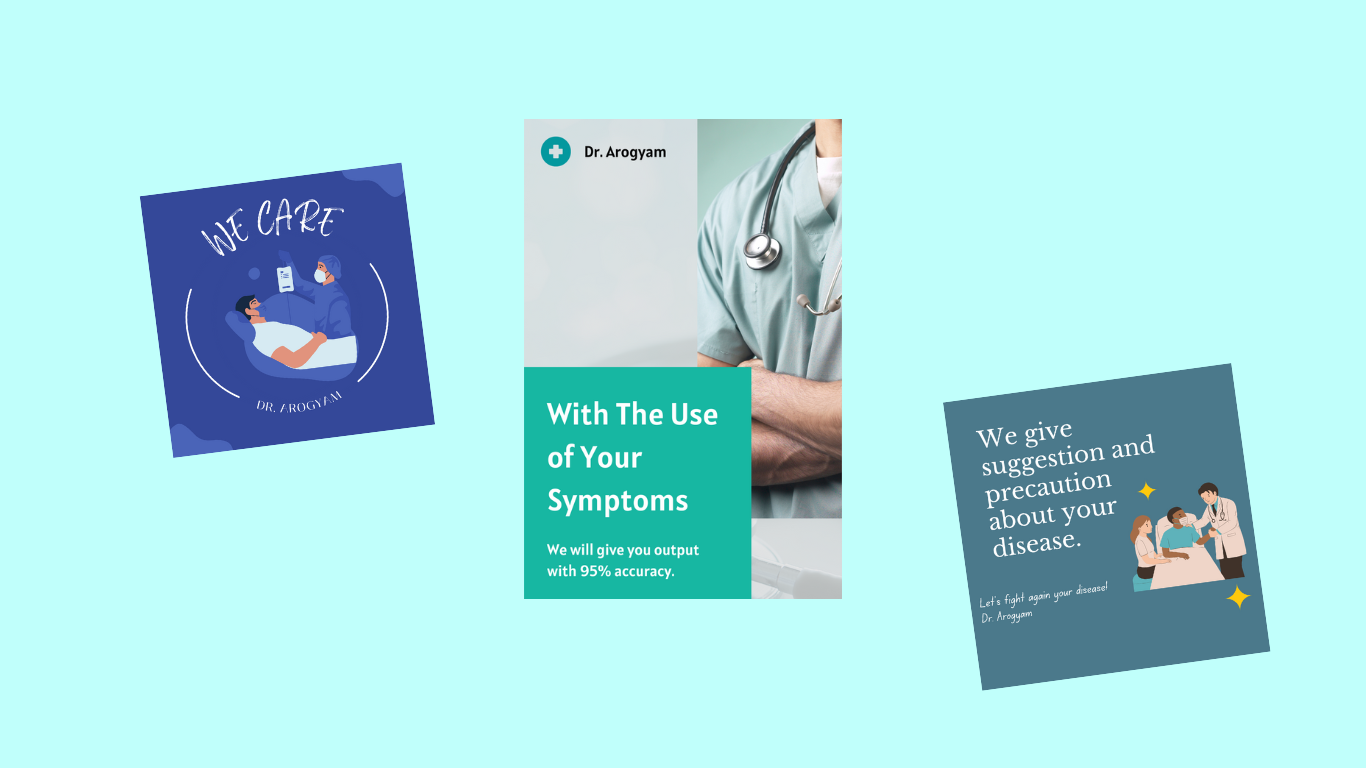 WE CARE
DR. AROGYAM
Dr. Arogyam
With The Use
of Your
Symptoms
We will give you output
with 95% accuracy.
We give
suggestion and
precaution
about your
disease.
Let's fight again your disease!
Dr. Arogyam